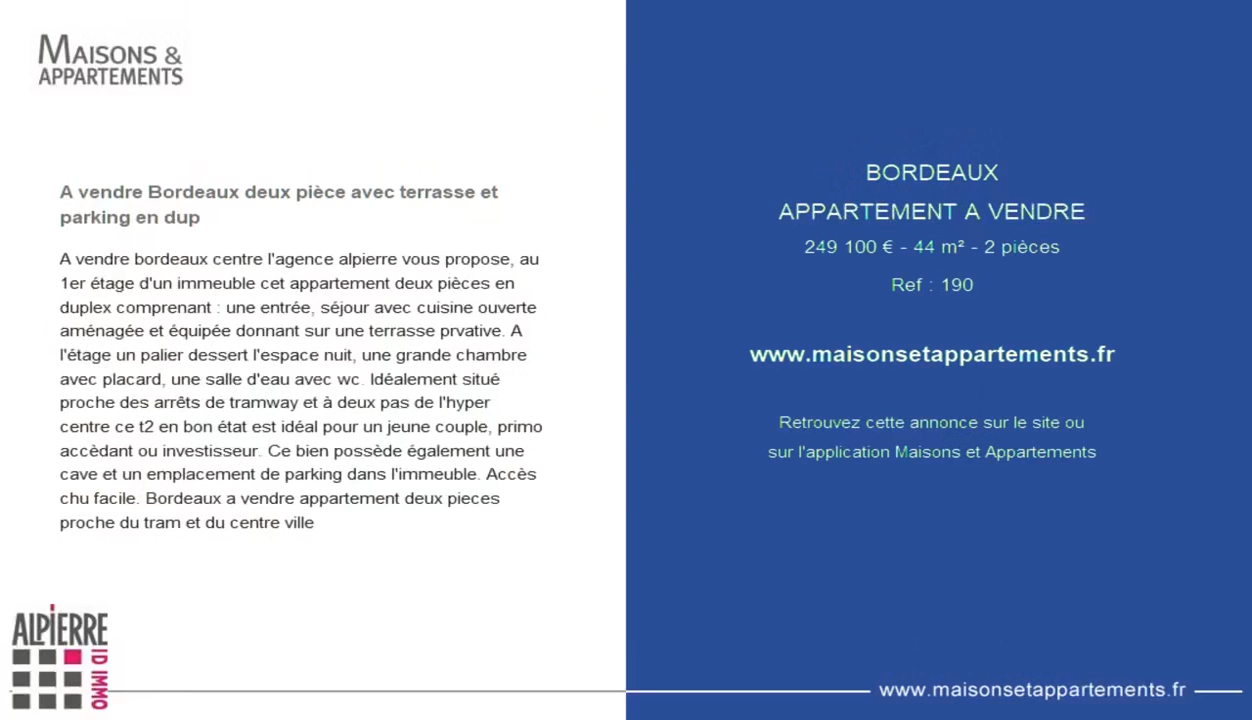 MAISONS &
APPARTEMENTS
A vendre Bordeaux deux pièce avec terrasse et
parking en dup
A vendre bordeaux centre l'agence alpierre vous propose, au
1er étage d'un immeuble cet appartement deux pièces en
duplex comprenant : une entrée, séjour avec cuisine ouverte
aménagée et équipée donnant sur une terrasse prvative. A
l'étage un palier dessert l'espace nuit, une grande chambre
avec placard, une salle d'eau avec wc. Idéalement situé
proche des arrêts de tramway et à deux pas de l'hyper
centre ce t2 en bon état est idéal pour un jeune couple, primo
accèdant ou investisseur. Ce bien possède également une
cave et un emplacement de parking dans l'immeuble. Accès
chu facile. Bordeaux a vendre appartement deux pieces
proche du tram et du centre ville
ALPIERRE
ID IMMO
BORDEAUX
APPARTEMENT A VENDRE
249 100 € - 44 m² - 2 pièces
Ref : 190
www.maisonsetappartements.fr
Retrouvez cette annonce sur le site ou
sur l'application Maisons et Appartements
www.maisonsetappartements.fr